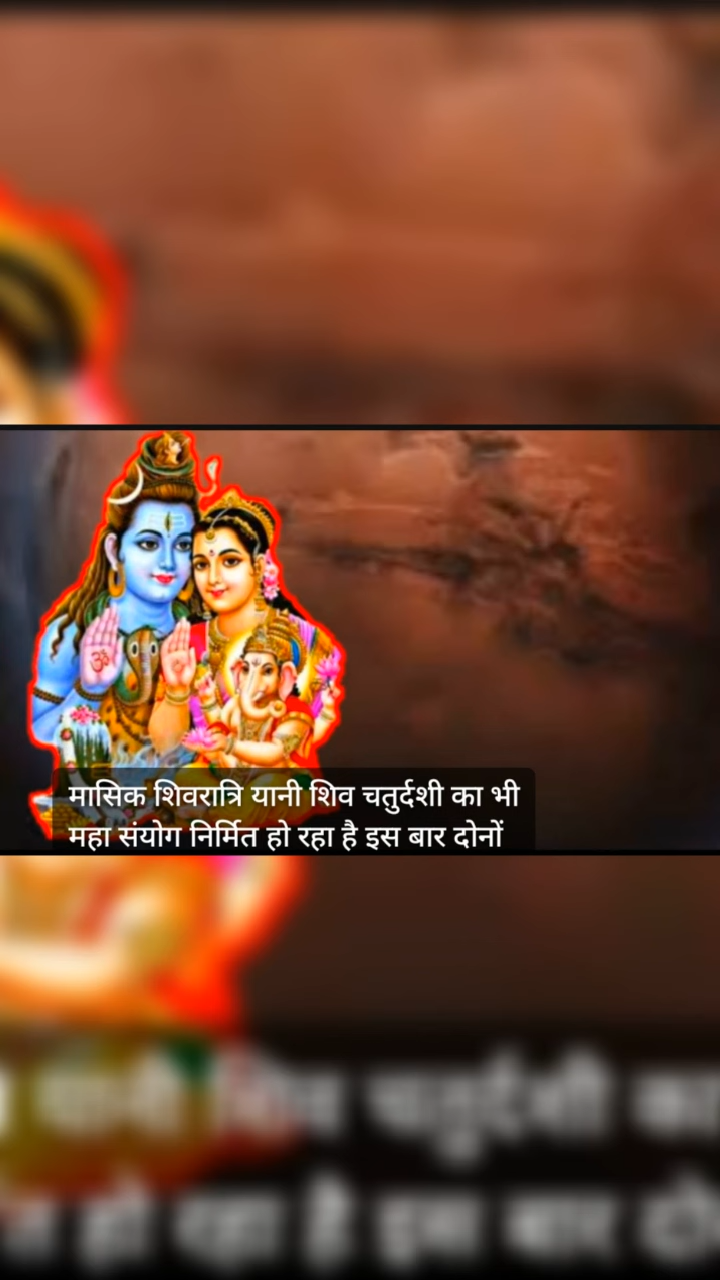 मासिक शिवरात्रि यानी शिव चतुर्दशी का भी
महा संयोग निर्मित हो रहा है इस बार दोनों